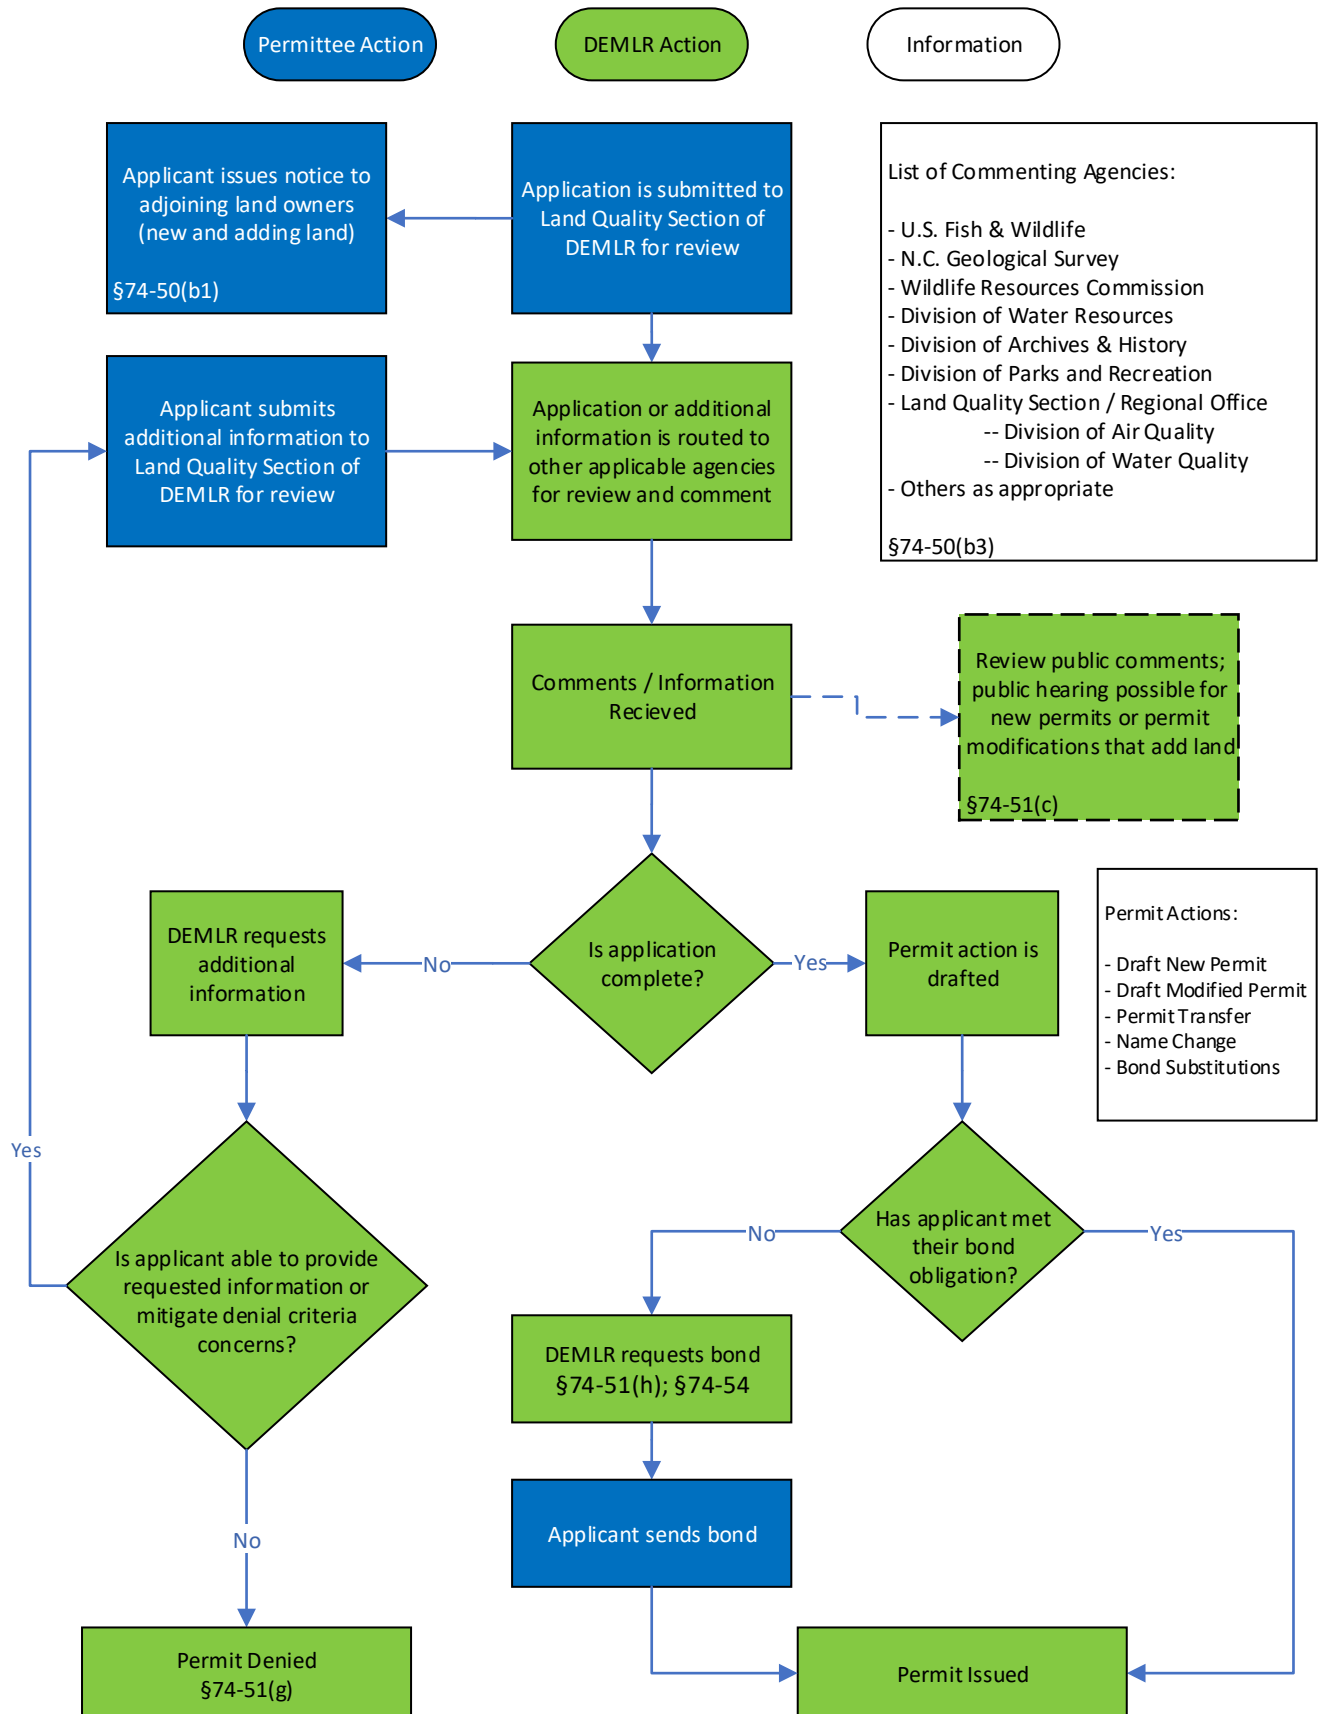 Permittee Action
DEMLR Action
Information
Applicant issues notice to
adjoining land owners
(new and adding land)
§74-50(b1)
Application is submitted to
Land Quality Section of
DEMLR for review
List of Commenting Agencies:
- U.S. Fish & Wildlife
- N.C. Geological Survey
- Wildlife Resources Commission
- Division of Water Resources
- Division of Archives & History
- Division of Parks and Recreation
- Land Quality Section / Regional Office
-- Division of Air Quality
-- Division of Water Quality
- Others as appropriate
§74-50(b3)
Applicant submits
additional information to
Land Quality Section of
DEMLR for review
Application or additional
information is routed to
other applicable agencies
for review and comment
Comments / Information
Recieved
Review public comments;
public hearing possible for
new permits or permit
modifications that add land
§74-51(c)
DEMLR requests
additional
information
No
Is application
complete?
Yes
Permit action is
drafted
Permit Actions:
- Draft New Permit
- Draft Modified Permit
- Permit Transfer
- Name Change
- Bond Substitutions
Yes
Is applicant able to provide
requested information or
mitigate denial criteria
concerns?
No
Has applicant met
their bond
obligation?
Yes
DEMLR requests bond
§74-51(h); §74-54
Applicant sends bond
No
Permit Denied
§74-51(g)
Permit Issued